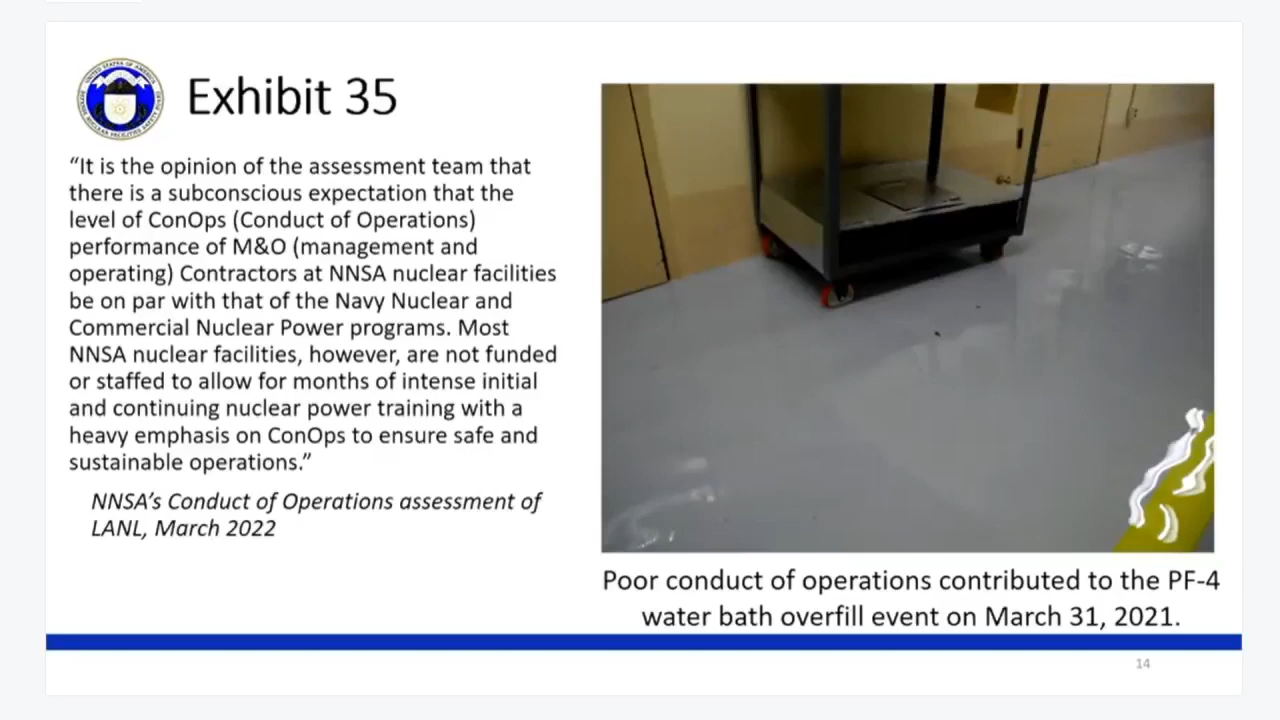 Exhibit 35
“It is the opinion of the assessment team that
there is a subconscious expectation that the
level of ConOps (Conduct of Operations)
performance of M&O (management and
operating) Contractors at NNSA nuclear facilities
be on par with that of the Navy Nuclear and
Commercial Nuclear Power programs. Most
NNSA nuclear facilities, however, are not funded
or staffed to allow for months of intense initial
and continuing nuclear power training with a
heavy emphasis on ConOps to ensure safe and
sustainable operations.”
NNSA’s Conduct of Operations assessment of
LANL, March 2022
Poor conduct of operations contributed to the PF-4
water bath overfill event on March 31, 2021.
14